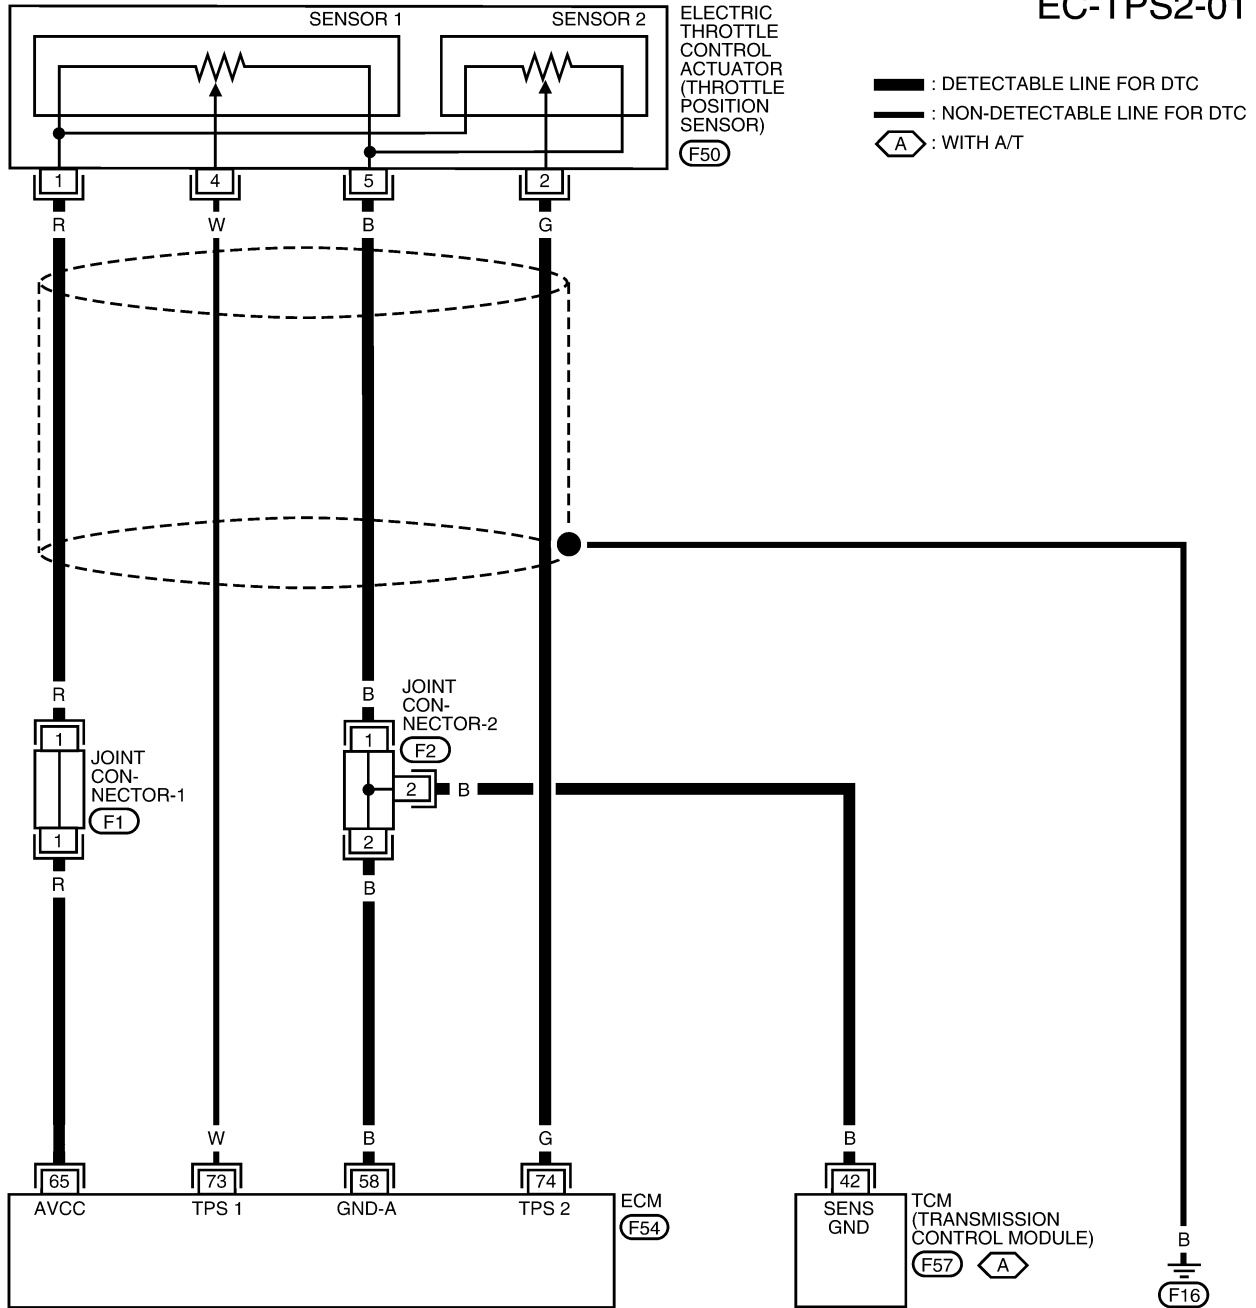 EC-TPS2-01
SENSOR 1
SENSOR 2
ELECTRIC
THROTTLE
CONTROL
ACTUATOR
(THROTTLE
POSITION
SENSOR)
F50
: DETECTABLE LINE FOR DTC
: NON-DETECTABLE LINE FOR DTC
A : WITH A/T
1 4 5 2
R W B G
R B
JOINT
CON-
NECTOR-2
F2
1 1
JOINT
CON-
NECTOR-1
F1
2 B
1 2
R B
W B G B
65 73 58 74 42
AVCC TPS 1 GND-A TPS 2
ECM
F54
SENS
GND
TCM
(TRANSMISSION
CONTROL MODULE)
F57 A
B
F16